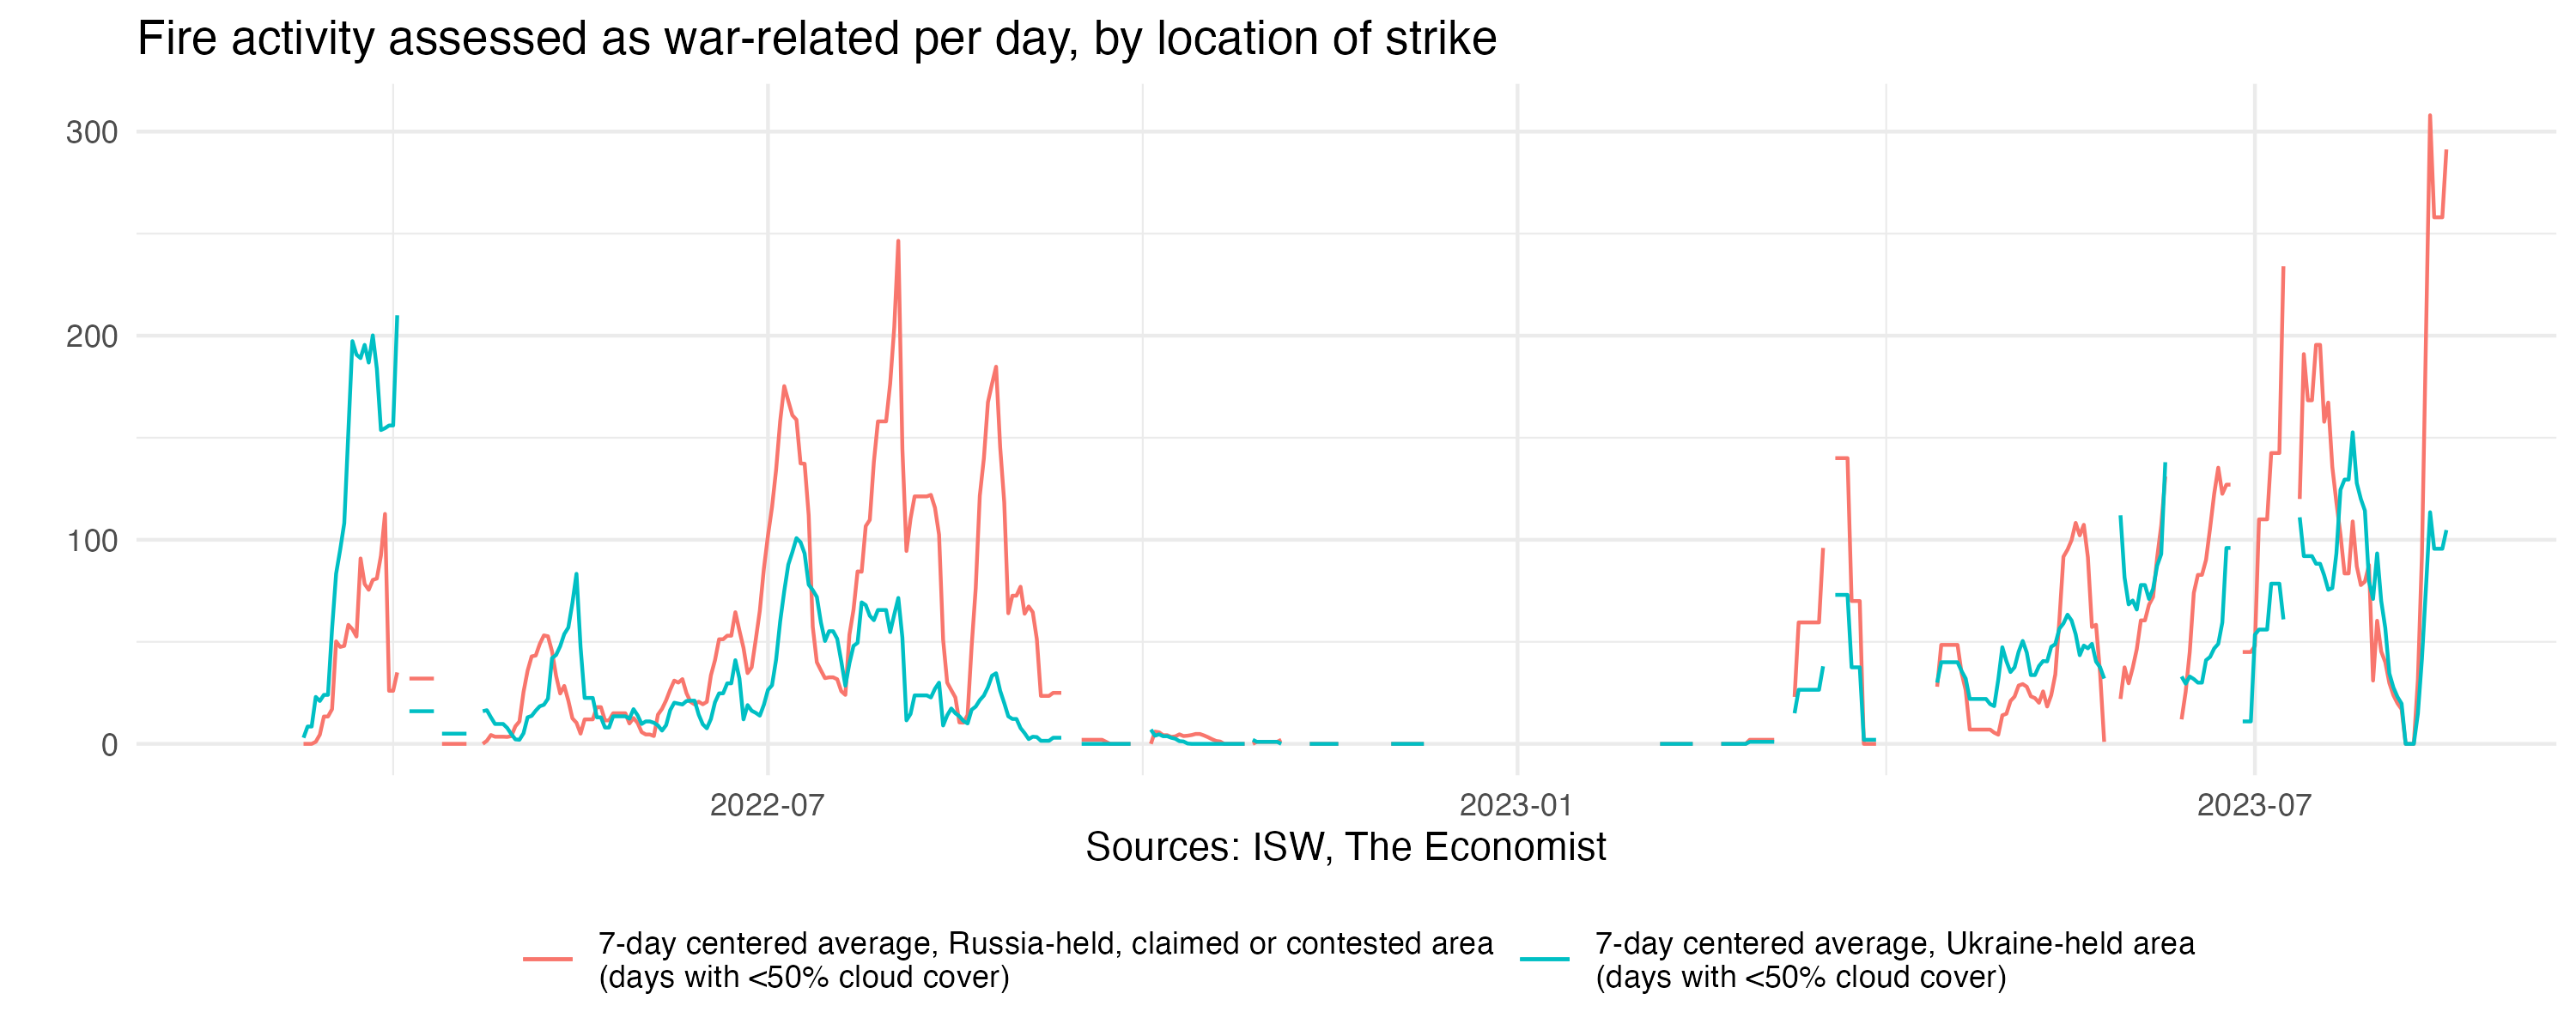 Fire activity assessed as war-related per day, by location of strike
300
200
100
0
2022-07
2023-01
2023-07
Sources: ISW, The Economist
7-day centered average, Russia-held, claimed or contested area
(days with <50% cloud cover)
7-day centered average, Ukraine-held area
(days with <50% cloud cover)